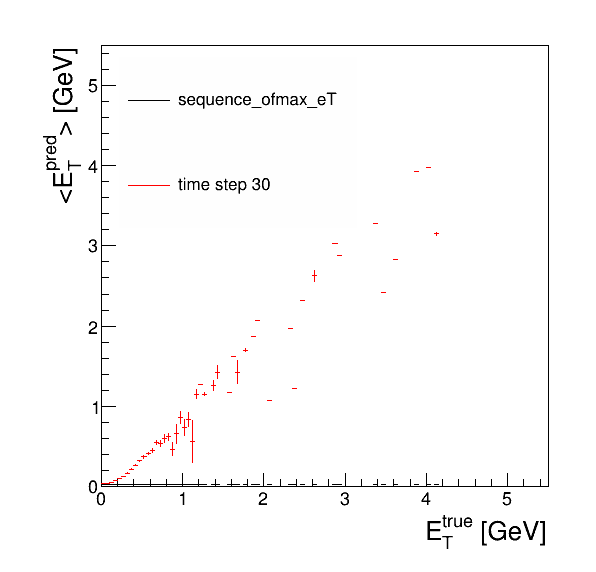 <E_T^pred> [GeV]
5
4
3
2
1
0
sequence_ofmax_eT
time step 30
0 1 2 3 4 5
E_T^true [GeV]